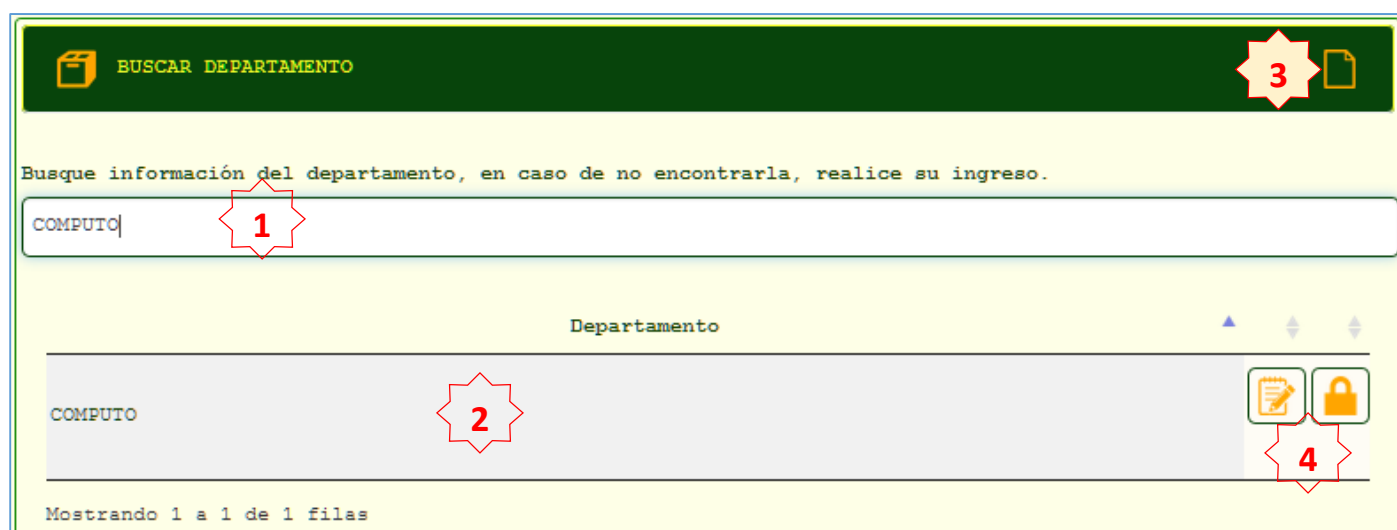 BUSCAR DEPARTAMENTO
3
Busque información del departamento, en caso de no encontrarla, realice su ingreso.
COMPUTO
1
Departamento
COMPUTO
2
4
Mostrando 1 a 1 de 1 filas